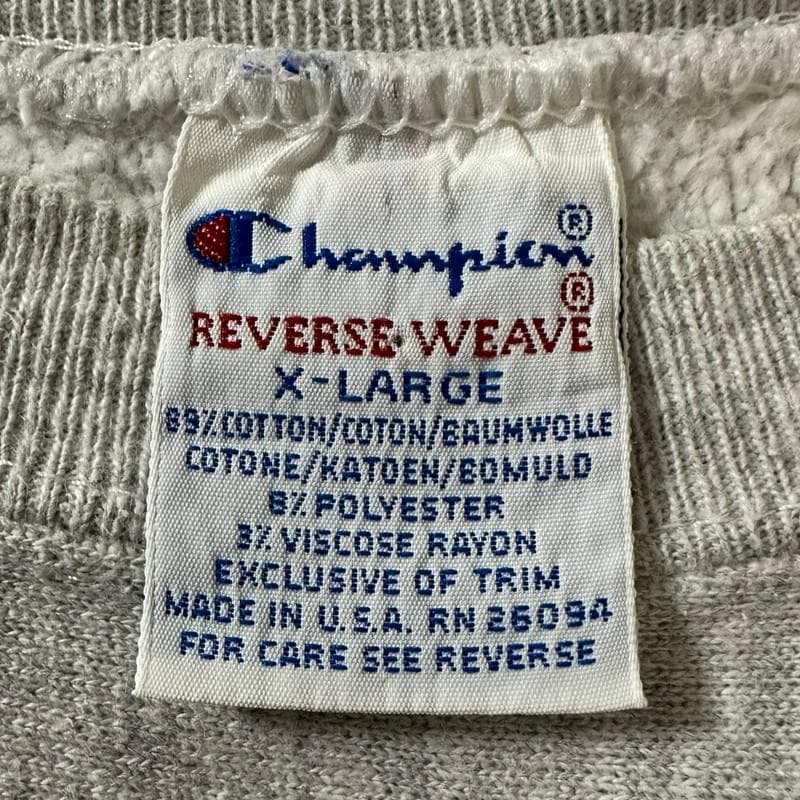 Champion®
REVERSE WEAVE®
X-LARGE
89% COTTON/COTON/BAUMWOLLE
COTONE/KATOEN/BOMULD
8% POLYESTER
3% VISCOSE RAYON
EXCLUSIVE OF TRIM
MADE IN U.S.A. RN 26094
FOR CARE SEE REVERSE